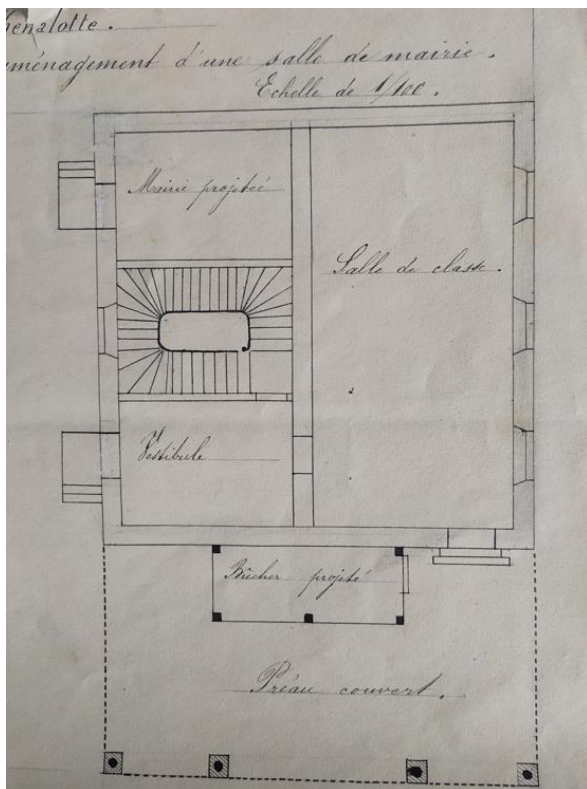 ménagement d'une salle de mairie.
Echelle de 1/100.
Mairie projetée
Salle de classe.
Vestibule
Bûcher projeté
Préau couvert.